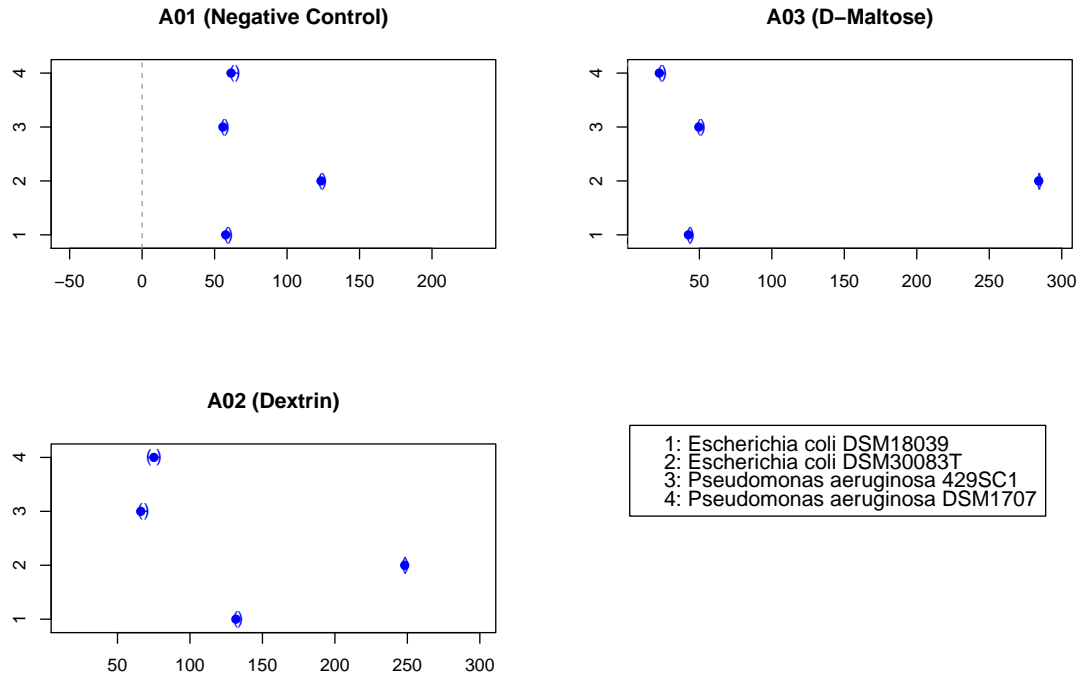 A01 (Negative Control)
4
3
2
1
−50 0 50 100 150 200
A03 (D−Maltose)
4
3
2
1
50 100 150 200 250 300
A02 (Dextrin)
4
3
2
1
50 100 150 200 250 300
1: Escherichia coli DSM18039
2: Escherichia coli DSM30083T
3: Pseudomonas aeruginosa 429SC1
4: Pseudomonas aeruginosa DSM1707